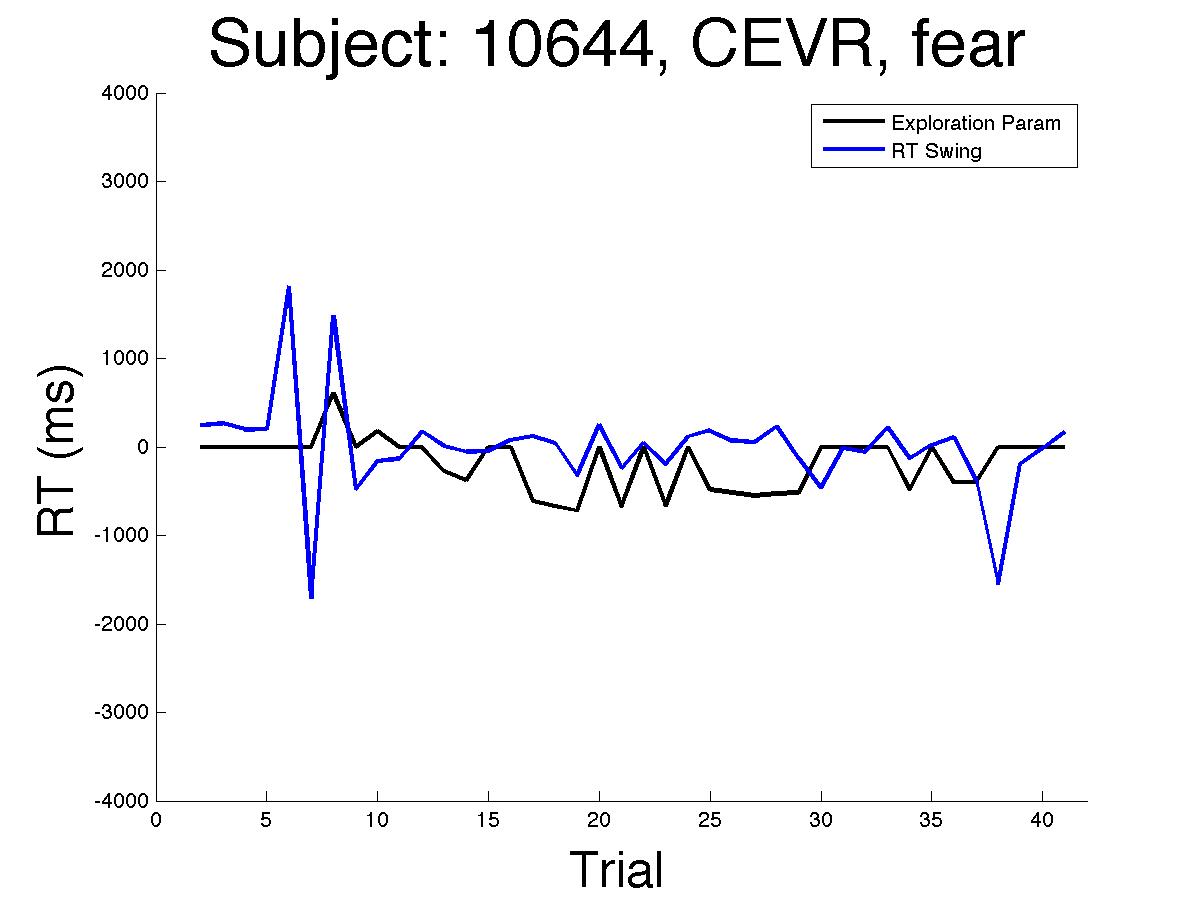 Subject: 10644, CEVR, fear
Exploration Param
RT Swing
RT (ms)
4000
3000
2000
1000
0
-1000
-2000
-3000
-4000
0 5 10 15 20 25 30 35 40
Trial